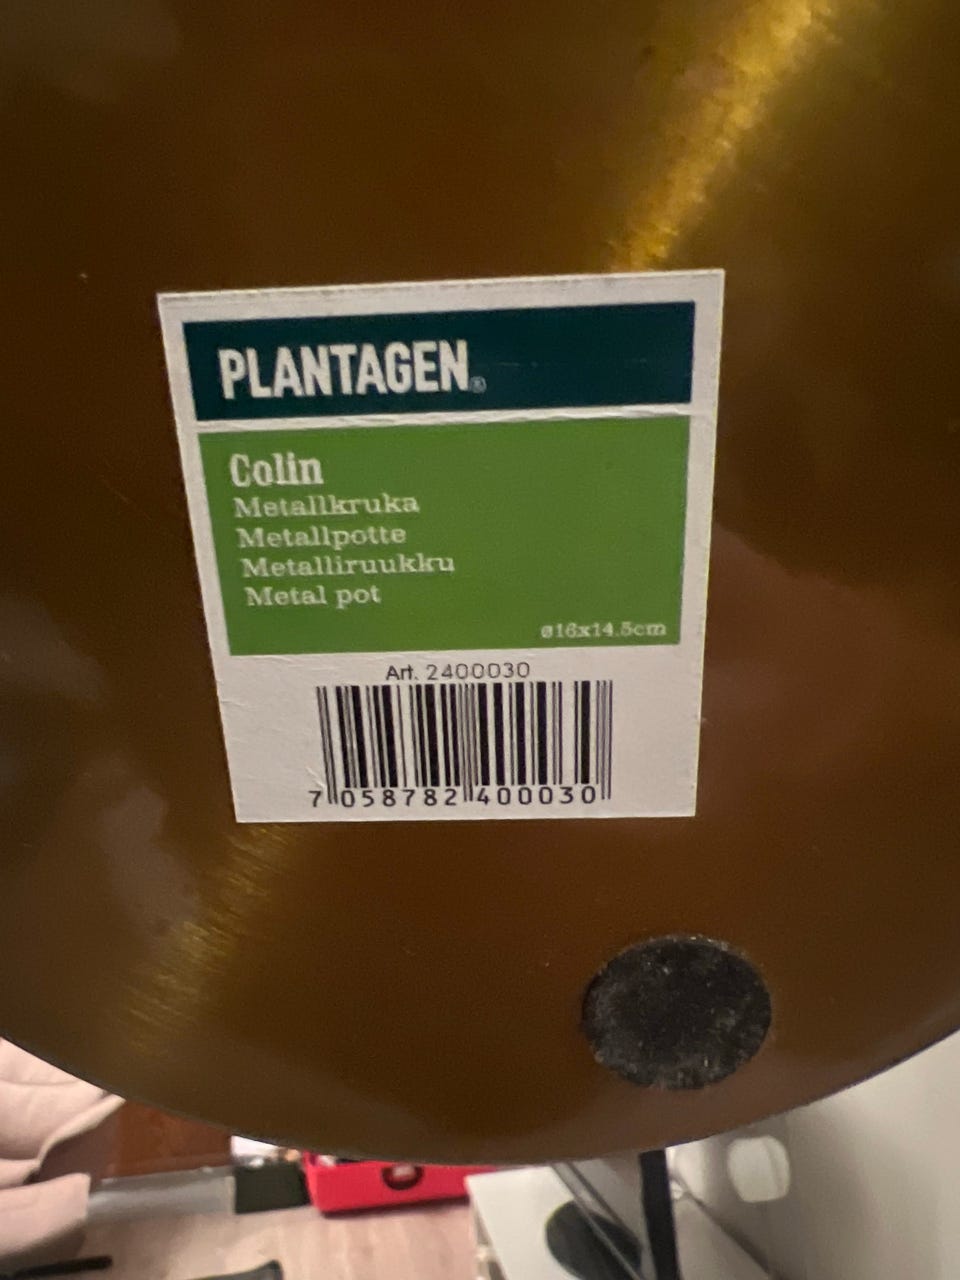 PLANTAGEN®
Colin
Metallkruka
Metallpotte
Metalliruukku
Metal pot
ø16x14.5cm
Art. 2400030
7 058782 400030